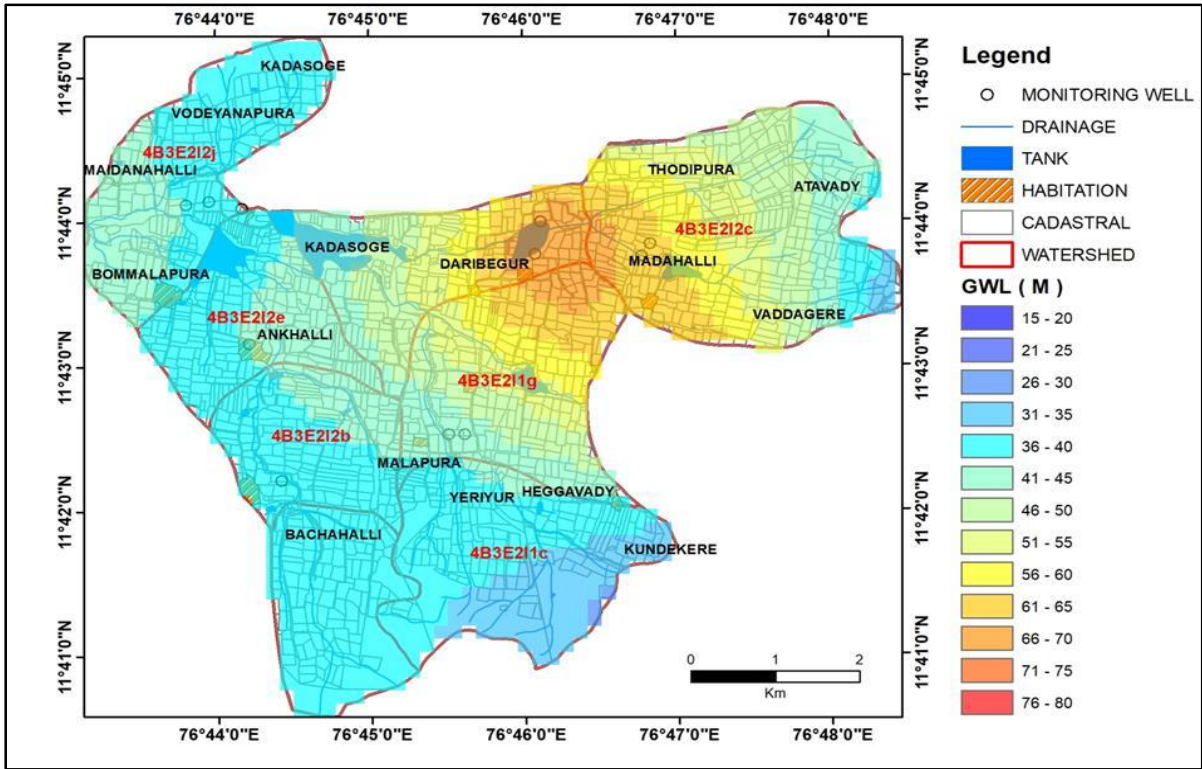 76°44'0"E 76°45'0"E 76°46'0"E 76°47'0"E 76°48'0"E
11°45'0"N
11°44'0"N
11°43'0"N
11°42'0"N
11°41'0"N
KADASOGE
VODEYANAPURA
4B3E2I2j
MAIDANAHALLI
THODIPURA
ATAVADY
4B3E2I2c
KADASOGE
DARIBEGUR
MADAHALLI
BOMMALAPURA
VADDAGERE
4B3E2I2e
ANKHALLI
4B3E2I1g
4B3E2I2b
MALAPURA
YERIYUR
HEGGAVADY
BACHAHALLI
4B3E2I1c
KUNDEKERE
0 1 2
Km
11°45'0"N
11°44'0"N
11°43'0"N
11°42'0"N
11°41'0"N
76°44'0"E 76°45'0"E 76°46'0"E 76°47'0"E 76°48'0"E
Legend
MONITORING WELL
DRAINAGE
TANK
HABITATION
CADASTRAL
WATERSHED
GWL ( M )
15 - 20
21 - 25
26 - 30
31 - 35
36 - 40
41 - 45
46 - 50
51 - 55
56 - 60
61 - 65
66 - 70
71 - 75
76 - 80